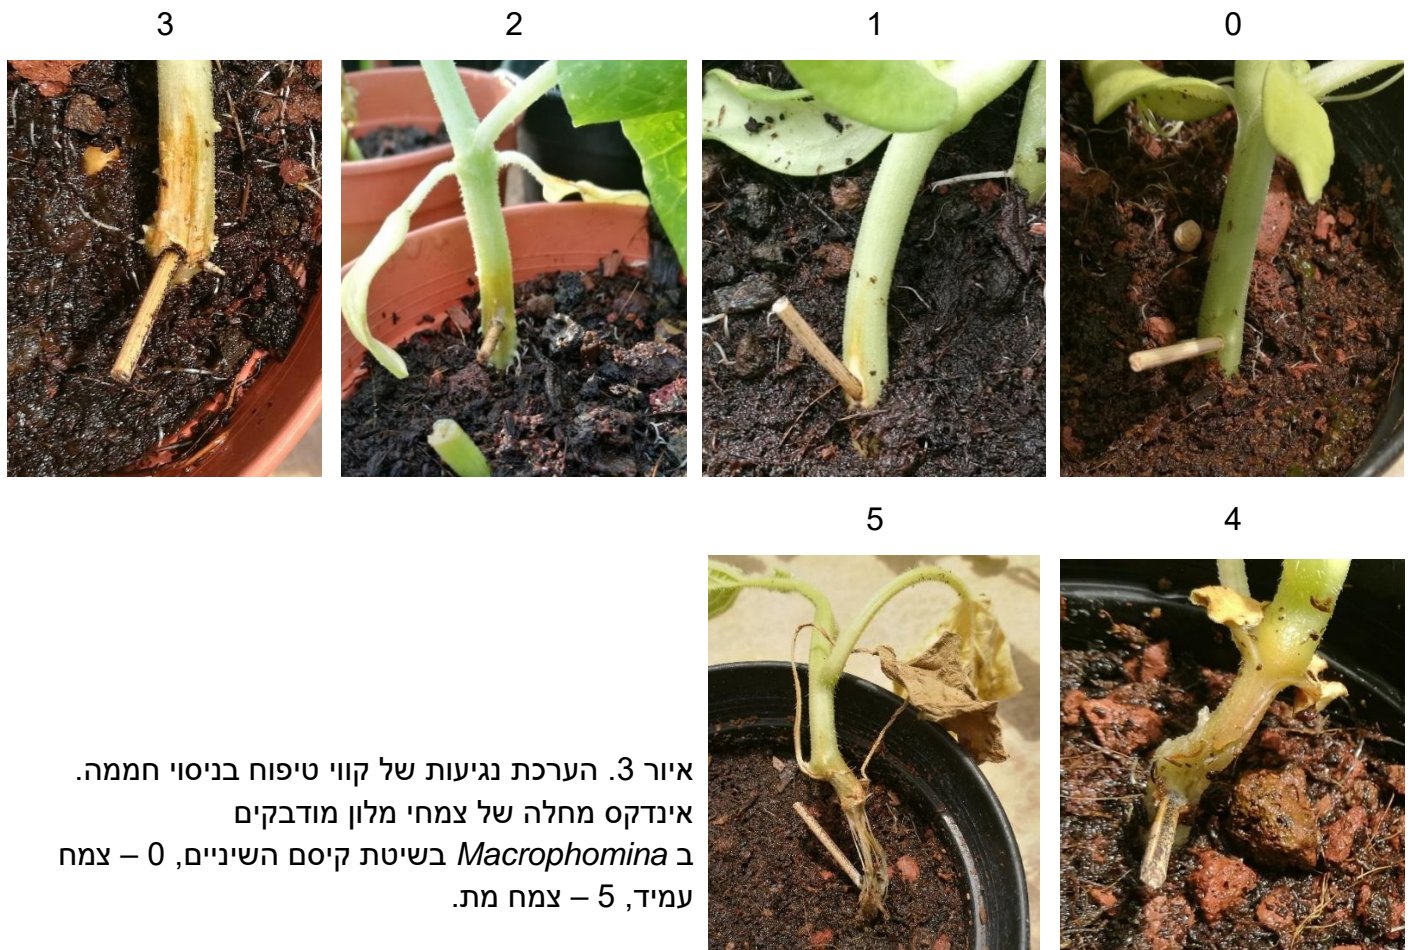 0
1
2
3
4
5
איור 3. הערכת נגיעות של קווי טיפוח בניסוי חממה.
אינדקס מחלה של צמחי מלון מודבקים
ב Macrophomina בשיטת קיסם השיניים, 0 – צמח
עמיד, 5 – צמח מת.